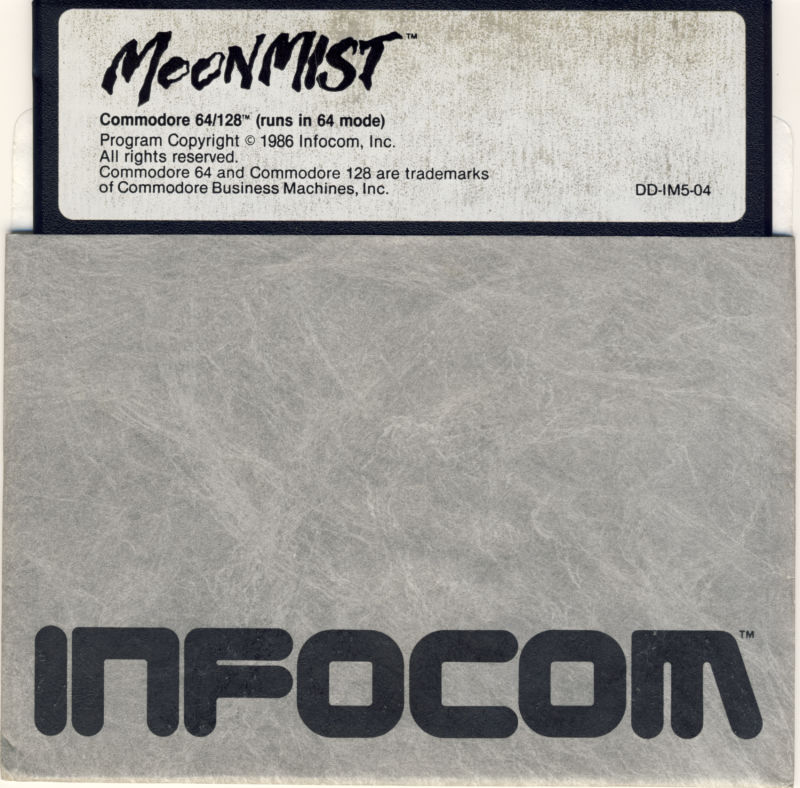 MOONMIST™
Commodore 64/128™ (runs in 64 mode)
Program Copyright © 1986 Infocom, Inc.
All rights reserved.
Commodore 64 and Commodore 128 are trademarks
of Commodore Business Machines, Inc. DD-IM5-04
INFOCOM™